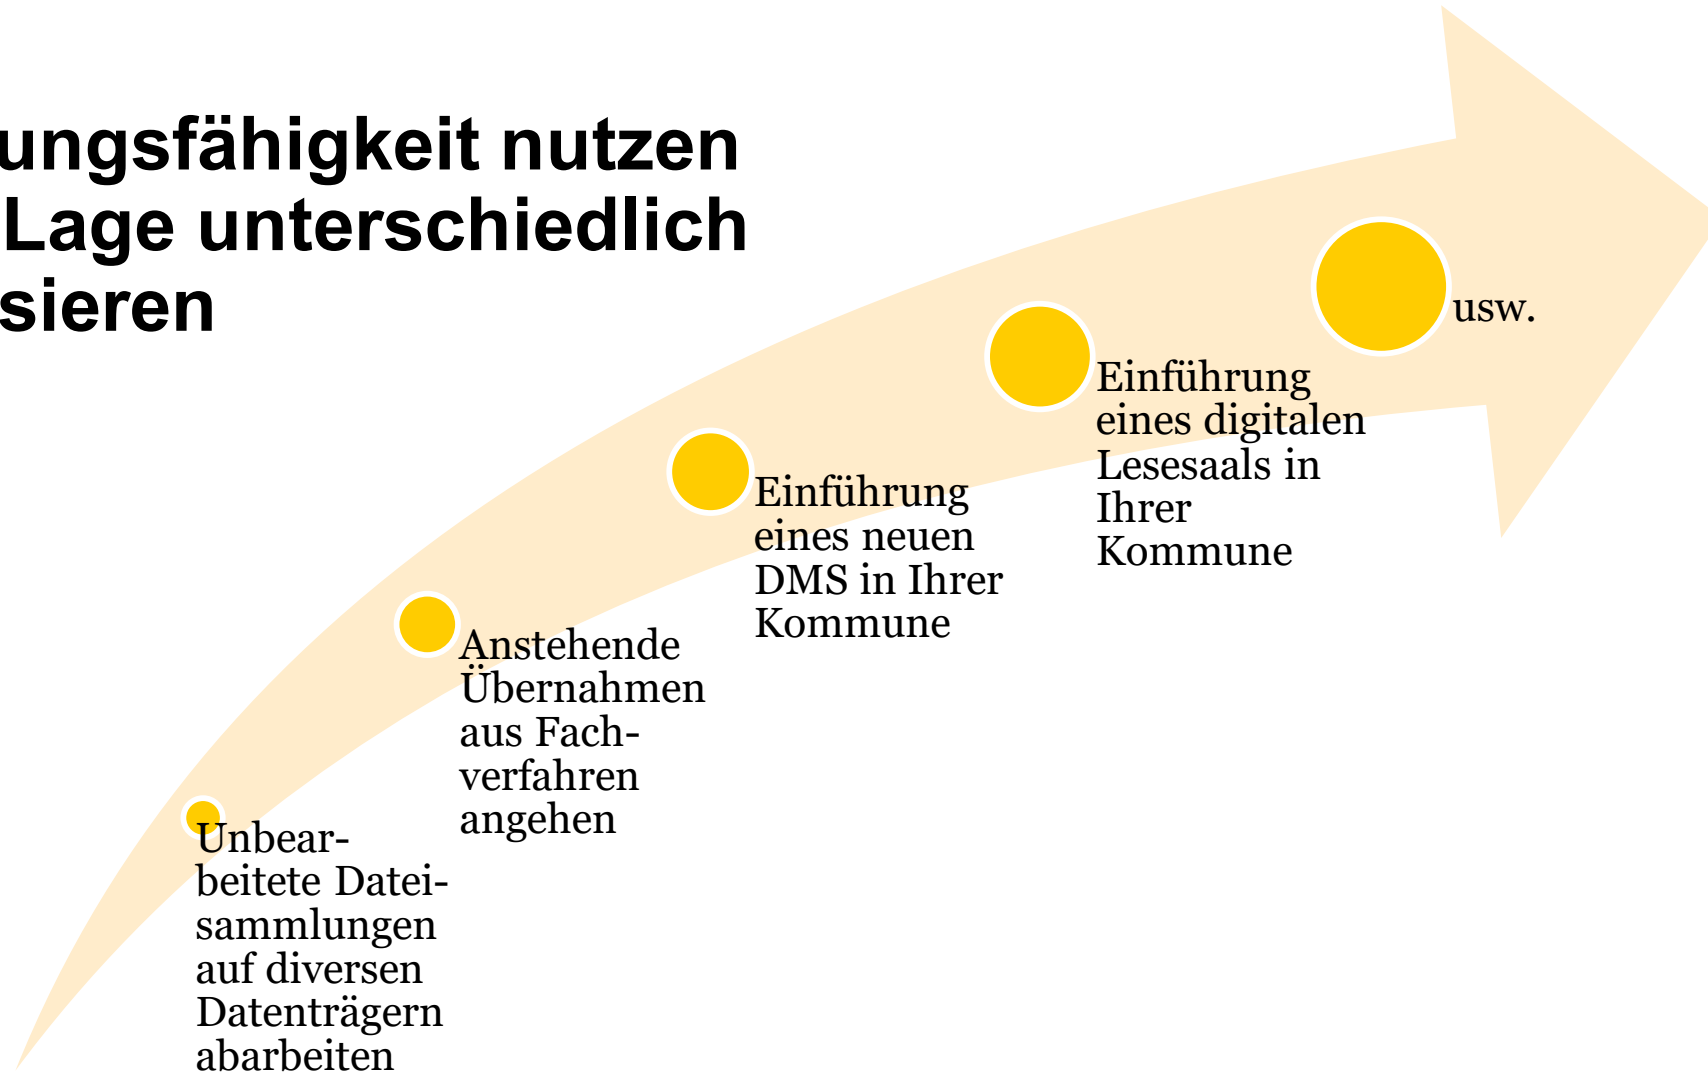 ungsfähigkeit nutzen
Lage unterschiedlich
sieren
usw.
Einführung
eines digitalen
Lesesaals in
Ihrer
Kommune
Einführung
eines neuen
DMS in Ihrer
Kommune
Anstehende
Übernahmen
aus Fach-
verfahren
angehen
Unbear-
beitete Datei-
sammlungen
auf diversen
Datenträgern
abarbeiten